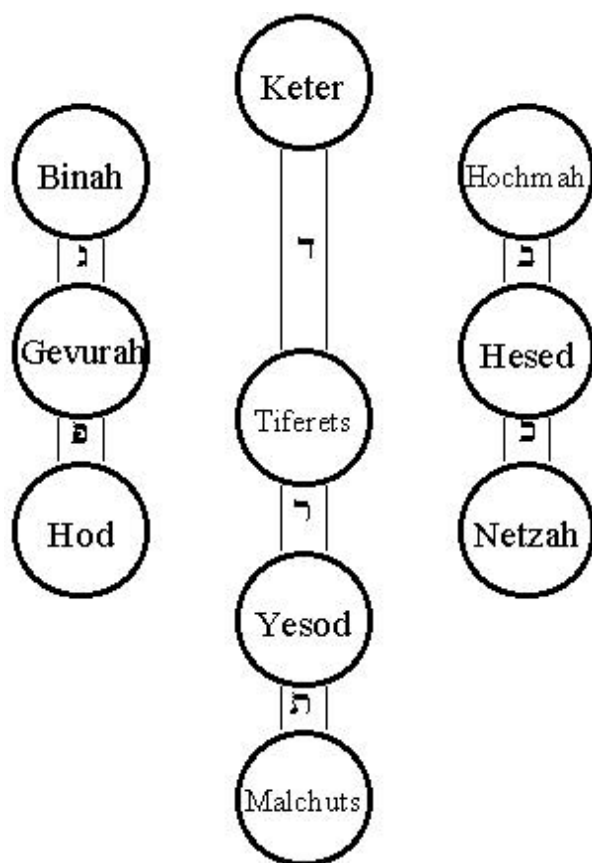 Keter
Binah
Hochmah
ג
ד
ב
Gevurah
Hesed
Tiferets
פ
כ
Hod
ר
Netzah
Yesod
ת
Malchuts